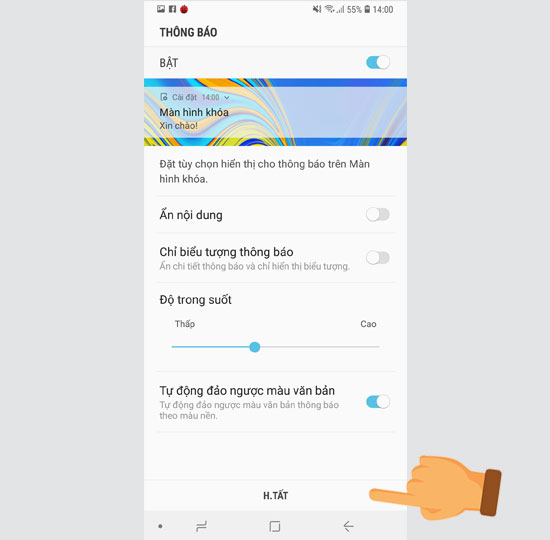 55% 14:00
THÔNG BÁO
BẬT
Cài đặt 14:00
Màn hình khóa
Xin chào!
Đặt tùy chọn hiển thị cho thông báo trên Màn
hình khóa.
Ẩn nội dung
Chỉ biểu tượng thông báo
Ẩn chi tiết thông báo và chỉ hiển thị biểu tượng.
Độ trong suốt
Thấp Cao
Tự động đảo ngược màu văn bản
Tự động đảo ngược màu văn bản thông báo
theo màu nền.
H.TẤT